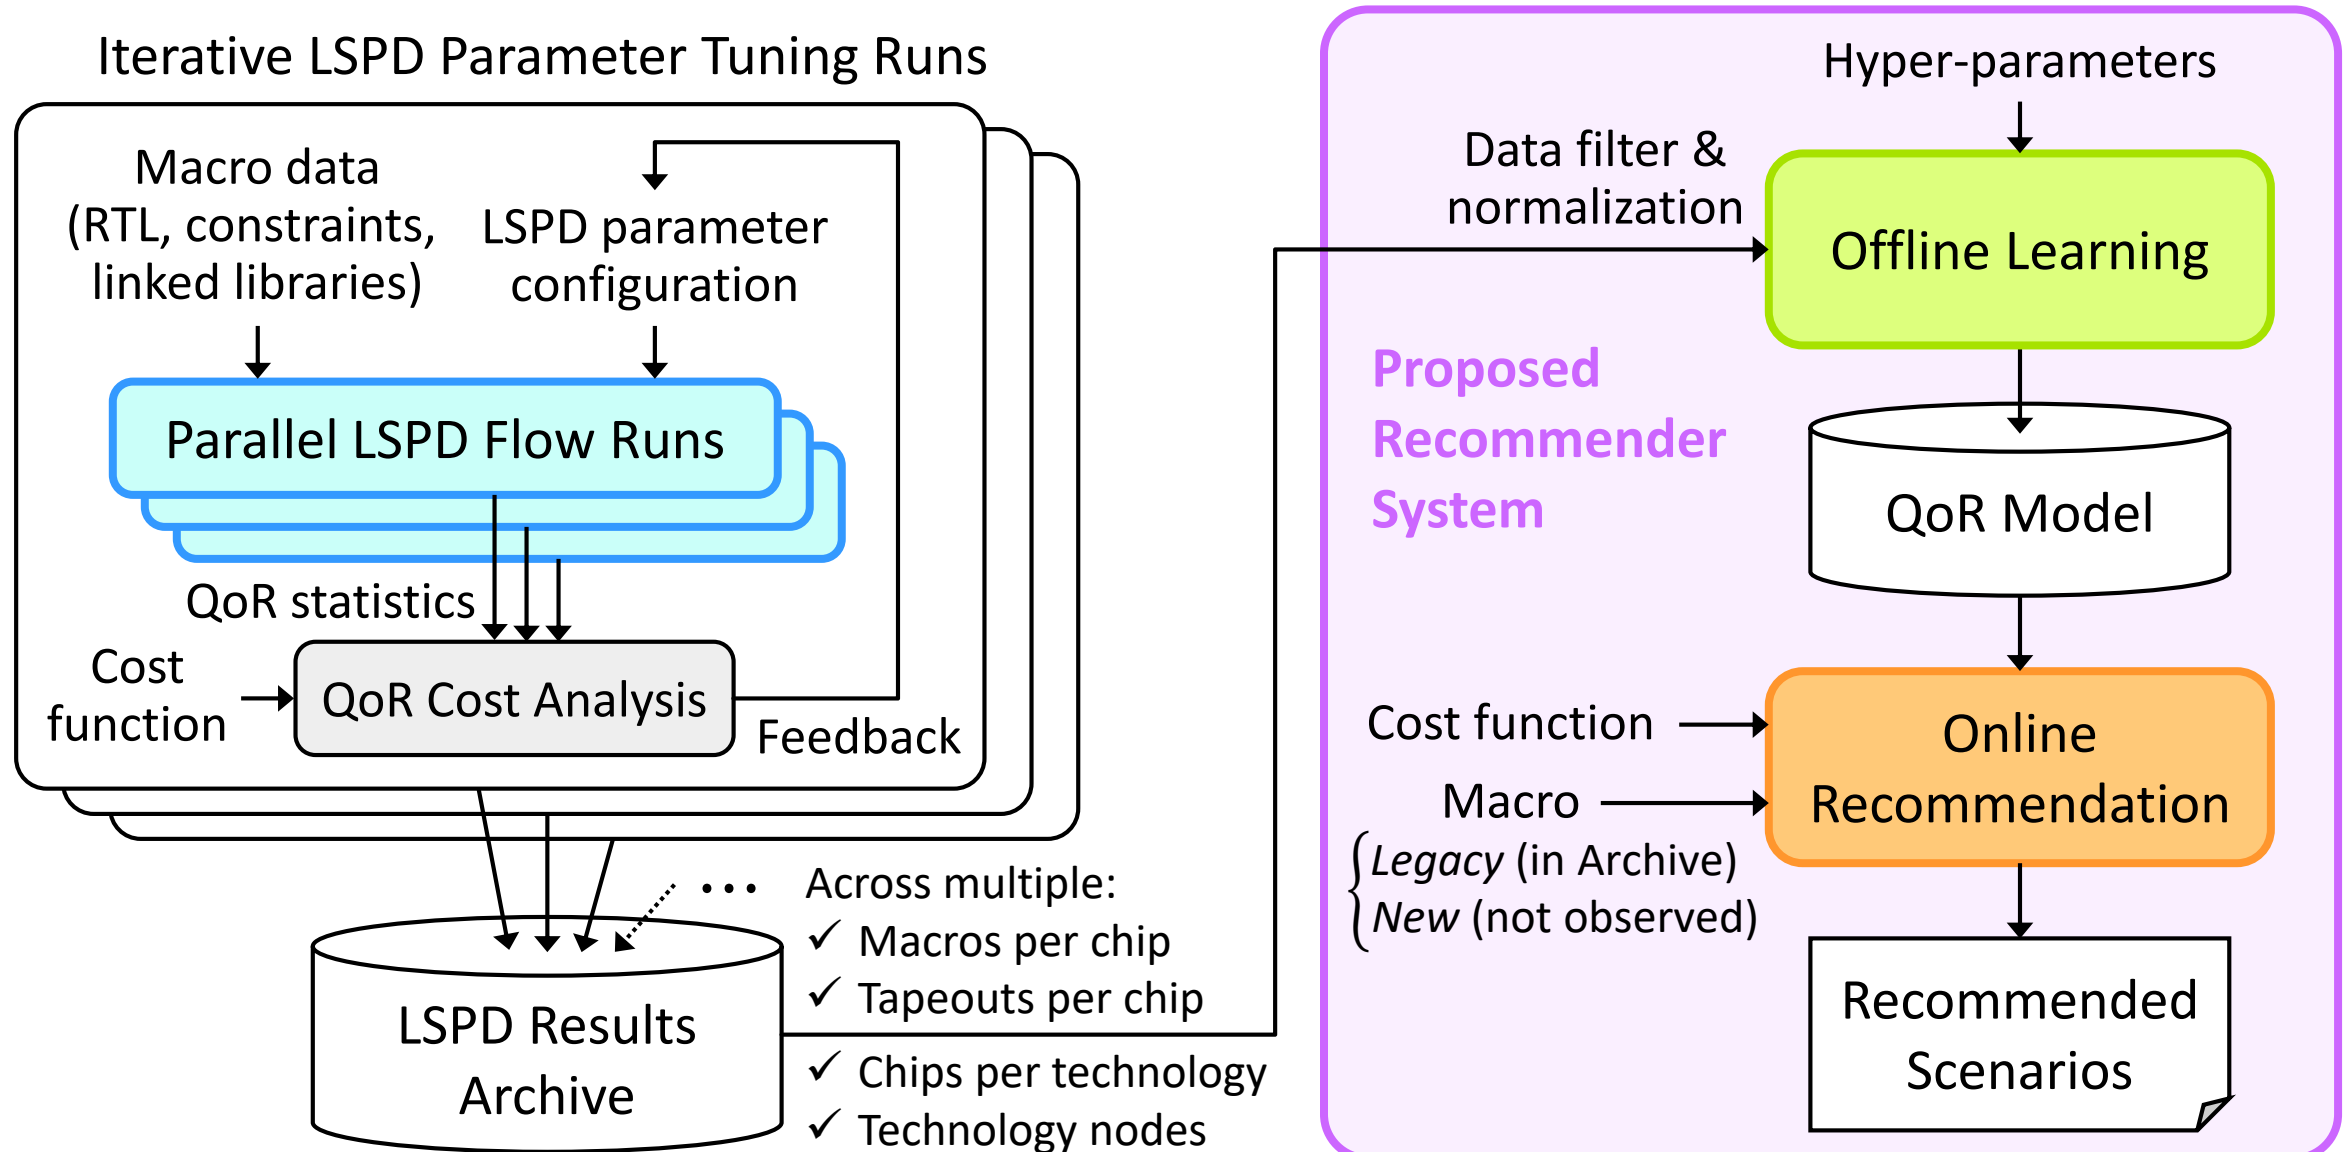 Iterative LSPD Parameter Tuning Runs
Macro data
(RTL, constraints,
linked libraries)
LSPD parameter
configuration
Parallel LSPD Flow Runs
QoR statistics
Cost
function
QoR Cost Analysis
Feedback
LSPD Results
Archive
Across multiple:
✓ Macros per chip
✓ Tapeouts per chip
✓ Chips per technology
✓ Technology nodes
Hyper-parameters
Data filter &
normalization
Offline Learning
Proposed
Recommender
System
QoR Model
Cost function
Macro
Legacy (in Archive)
New (not observed)
Online
Recommendation
Recommended
Scenarios